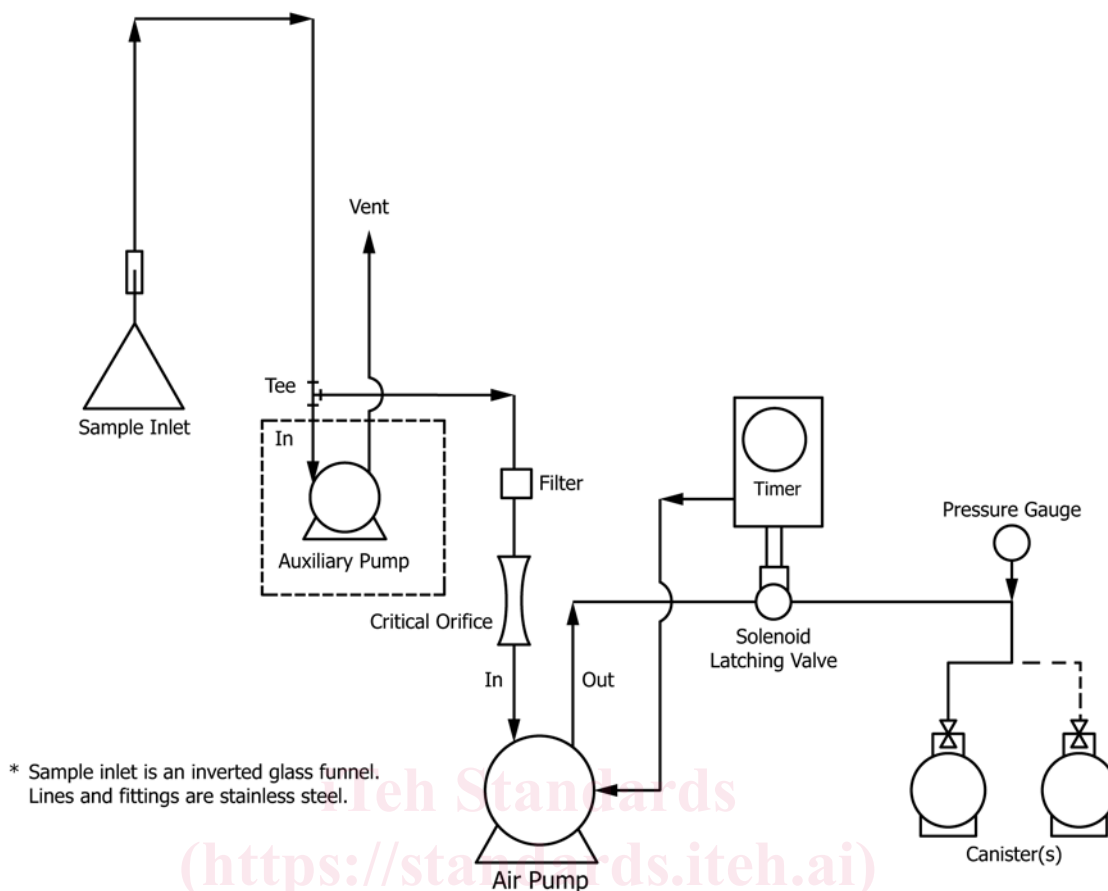 Vent
Tee
Sample Inlet
In
Filter
Timer
Pressure Gauge
Auxiliary Pump
Critical Orifice
Solenoid
Latching Valve
In
Out
* Sample inlet is an inverted glass funnel.
Lines and fittings are stainless steel.
iTeh Standards
(https://standards.iteh.ai)
Canister(s)
Air Pump